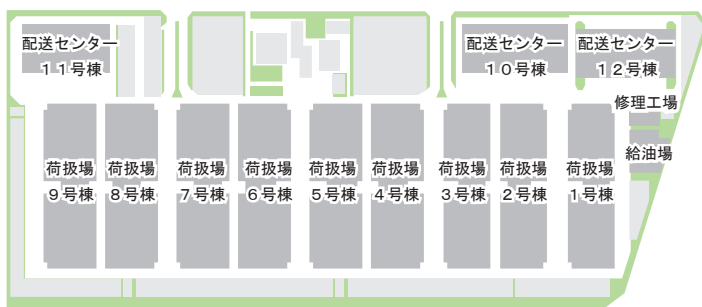 配送センター
１１号棟
配送センター
１０号棟
配送センター
１２号棟
修理工場
給油場
荷扱場
９号棟
荷扱場
８号棟
荷扱場
７号棟
荷扱場
６号棟
荷扱場
５号棟
荷扱場
４号棟
荷扱場
３号棟
荷扱場
２号棟
荷扱場
１号棟